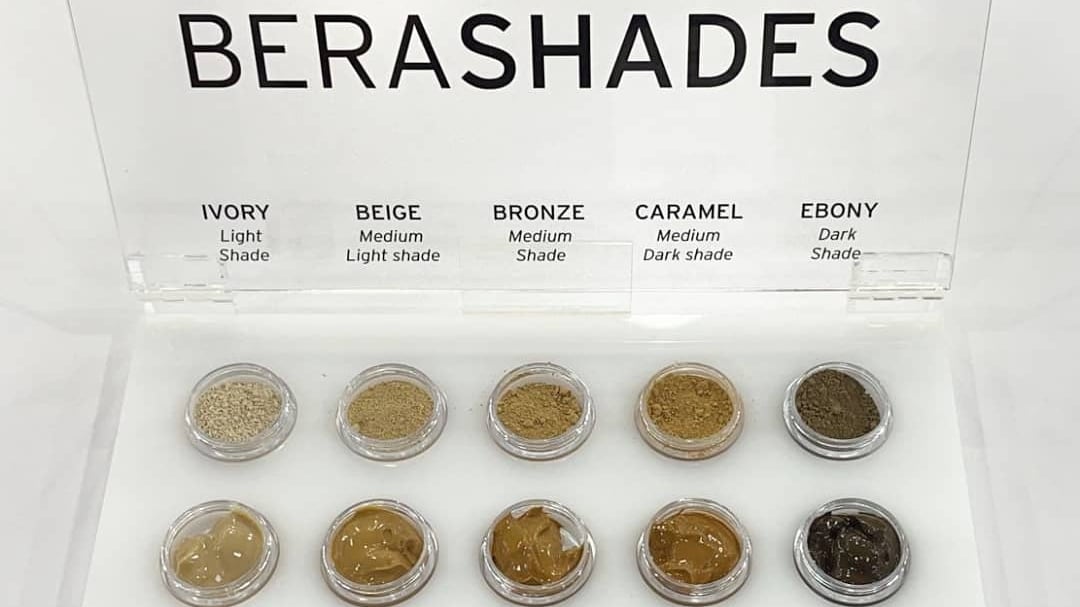 BERASHADES
IVORY
Light
Shade
BEIGE
Medium
Light shade
BRONZE
Medium
Shade
CARAMEL
Medium
Dark shade
EBONY
Dark
Shade